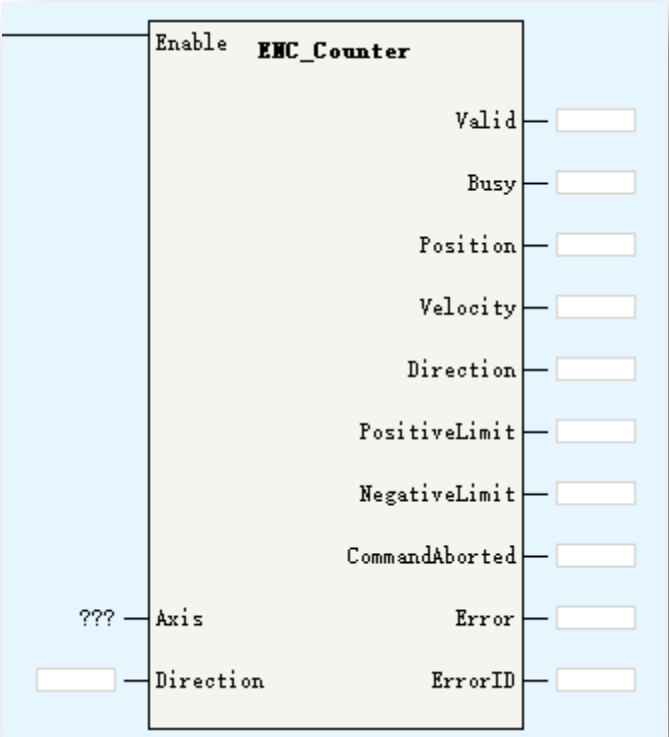 Enable
ENC_Counter
Valid
Busy
Position
Velocity
Direction
PositiveLimit
NegativeLimit
CommandAborted
??? Axis Error
Direction ErrorID